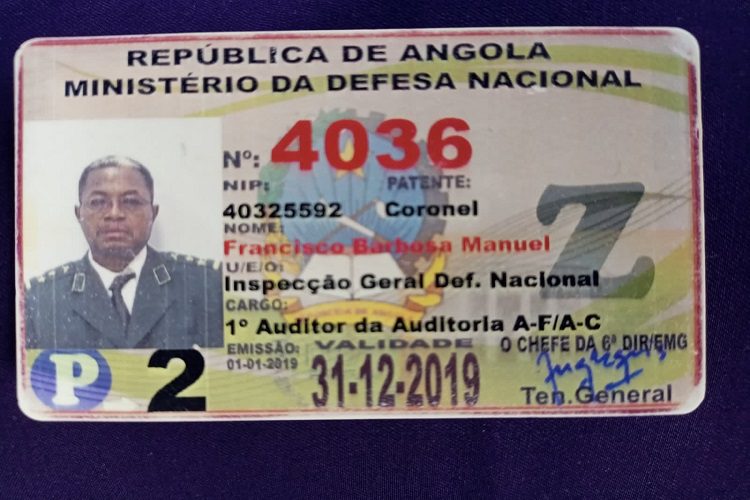 REPÚBLICA DE ANGOLA
MINISTÉRIO DA DEFESA NACIONAL
Nº: 4036
NIP: PATENTE:
40325592 Coronel
NOME:
Francisco Barbosa Manuel
U/E/O:
Inspecção Geral Def. Nacional
CARGO:
1º Auditor da Auditoria A-F/A-C
EMISSÃO: VALIDADE O CHEFE DA 6ª DIR/EMG
01-01-2019 31-12-2019
Ten.General
P 2
Z